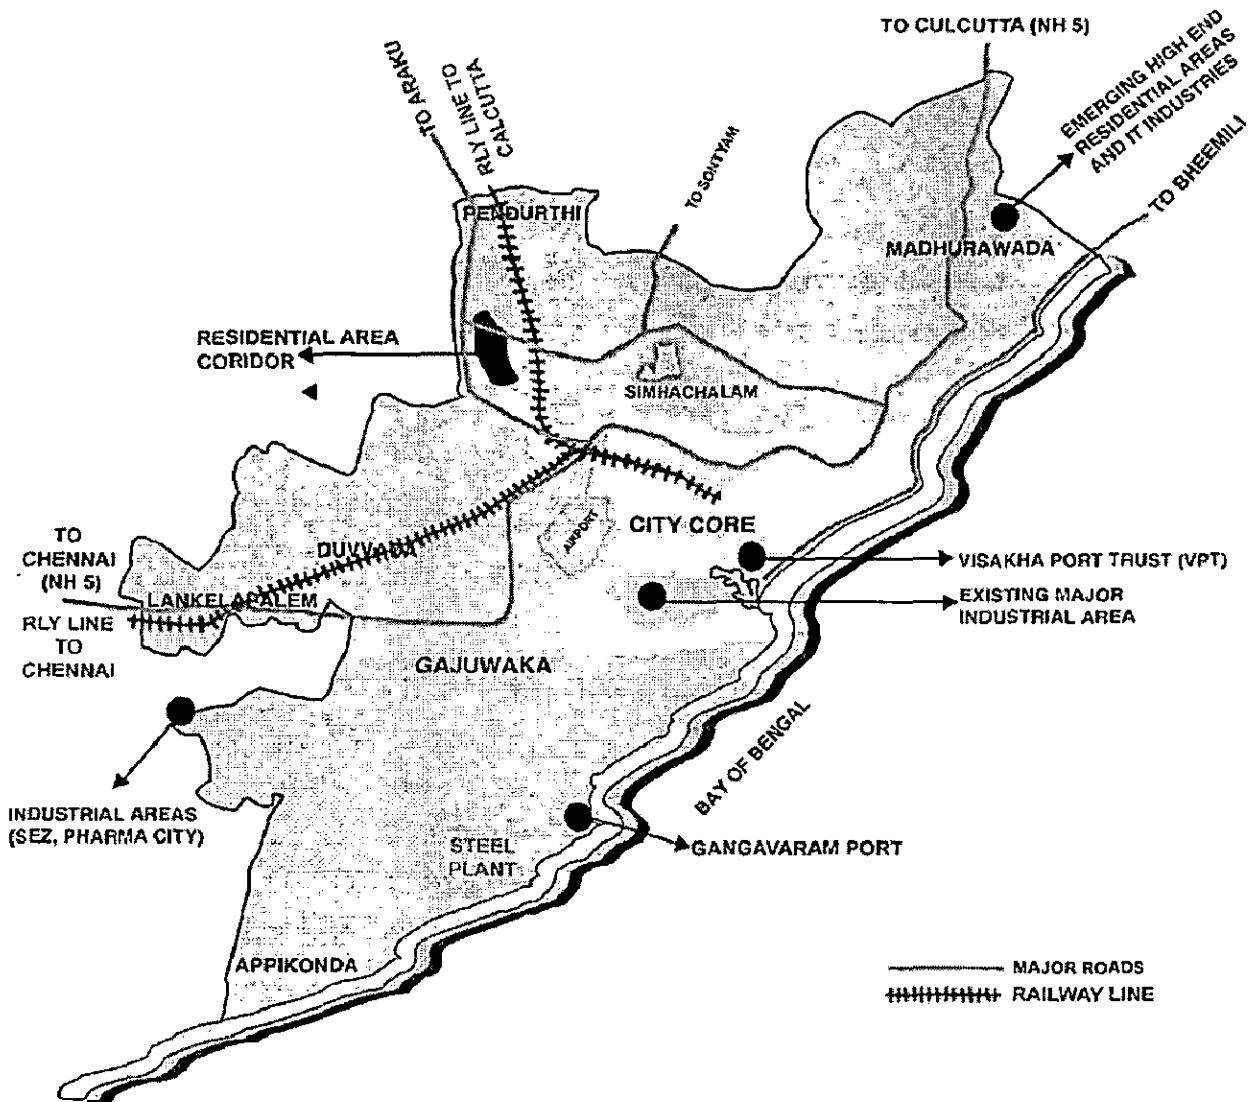 TO CULCUTTA (NH 5)
EMERGING HIGH END
RESIDENTIAL AREAS
AND IT INDUSTRIES
TO BHEEMILI
TO ARAKU
RLY LINE TO
CALCUTTA
TO SONTYAM
PENDURTHI
MADHURAWADA
RESIDENTIAL AREA
CORIDOR
SIMHACHALAM
AIRPORT
CITY CORE
TO
CHENNAI
(NH 5)
DUVVADA
VISAKHA PORT TRUST (VPT)
LANKELAPALEM
EXISTING MAJOR
INDUSTRIAL AREA
RLY LINE
TO
CHENNAI
GAJUWAKA
BAY OF BENGAL
INDUSTRIAL AREAS
(SEZ, PHARMA CITY)
STEEL
PLANT
GANGAVARAM PORT
APPIKONDA
MAJOR ROADS
RAILWAY LINE